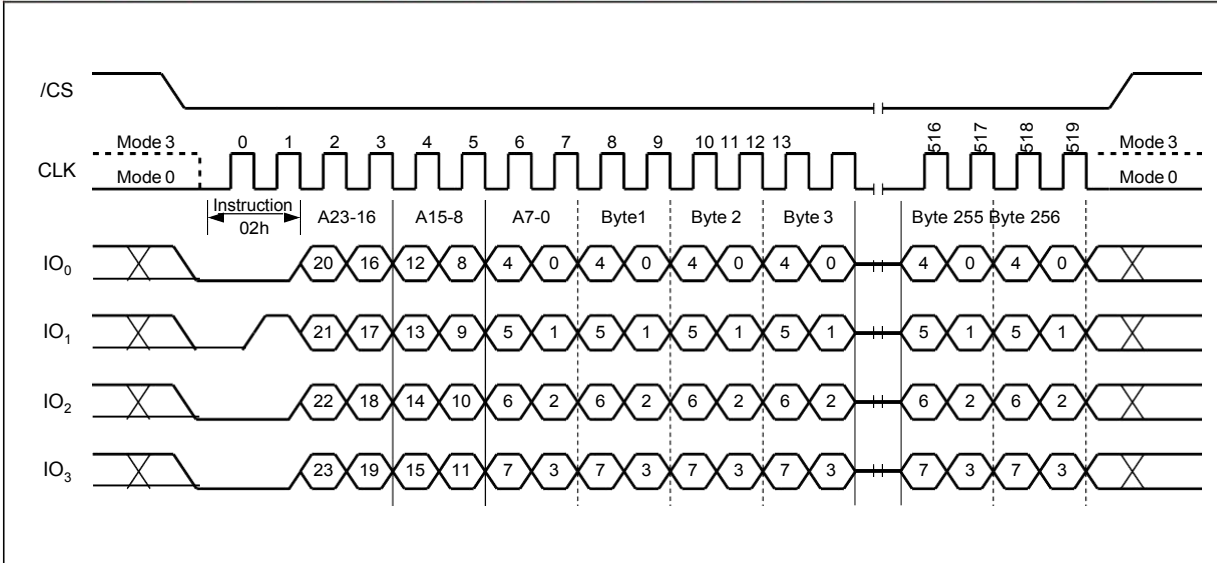 /CS
Mode 3 0 1 2 3 4 5 6 7 8 9 10 11 12 13 516 517 518 519 Mode 3
CLK
Mode 0 Mode 0
Instruction
02h A23-16 A15-8 A7-0 Byte1 Byte 2 Byte 3 Byte 255 Byte 256
IO0 20 16 12 8 4 0 4 0 4 0 4 0 4 0 4 0
IO1 21 17 13 9 5 1 5 1 5 1 5 1 5 1 5 1
IO2 22 18 14 10 6 2 6 2 6 2 6 2 6 2 6 2
IO3 23 19 15 11 7 3 7 3 7 3 7 3 7 3 7 3